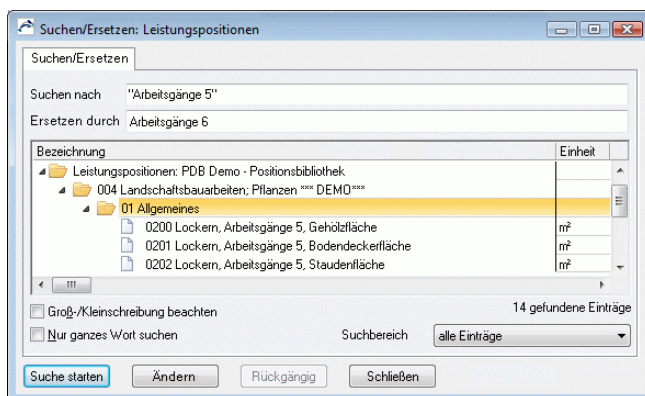 Suchen/Ersetzen: Leistungspositionen
Suchen/Ersetzen
Suchen nach "Arbeitsgänge 5"
Ersetzen durch Arbeitsgänge 6
Bezeichnung Einheit
Leistungspositionen: PDB Demo - Positionsbibliothek
004 Landschaftsbauarbeiten; Pflanzen *** DEMO***
01 Allgemeines
0200 Lockern, Arbeitsgänge 5, Gehölzfläche m²
0201 Lockern, Arbeitsgänge 5, Bodendeckerfläche m²
0202 Lockern, Arbeitsgänge 5, Staudenfläche m²
Groß-/Kleinschreibung beachten 14 gefundene Einträge
Nur ganzes Wort suchen Suchbereich alle Einträge
Suche starten Ändern Rückgängig Schließen